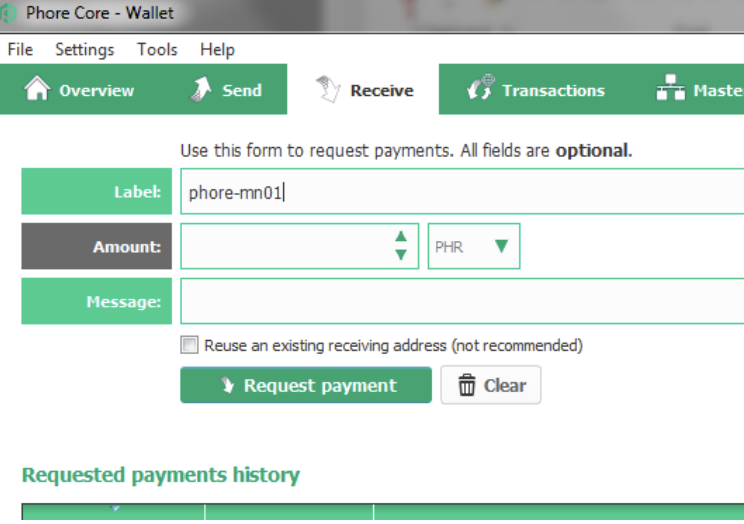 Phore Core - Wallet
File Settings Tools Help
Overview Send Receive Transactions Maste
Use this form to request payments. All fields are optional.
Label: phore-mn01
Amount: PHR
Message:
Reuse an existing receiving address (not recommended)
Request payment Clear
Requested payments history